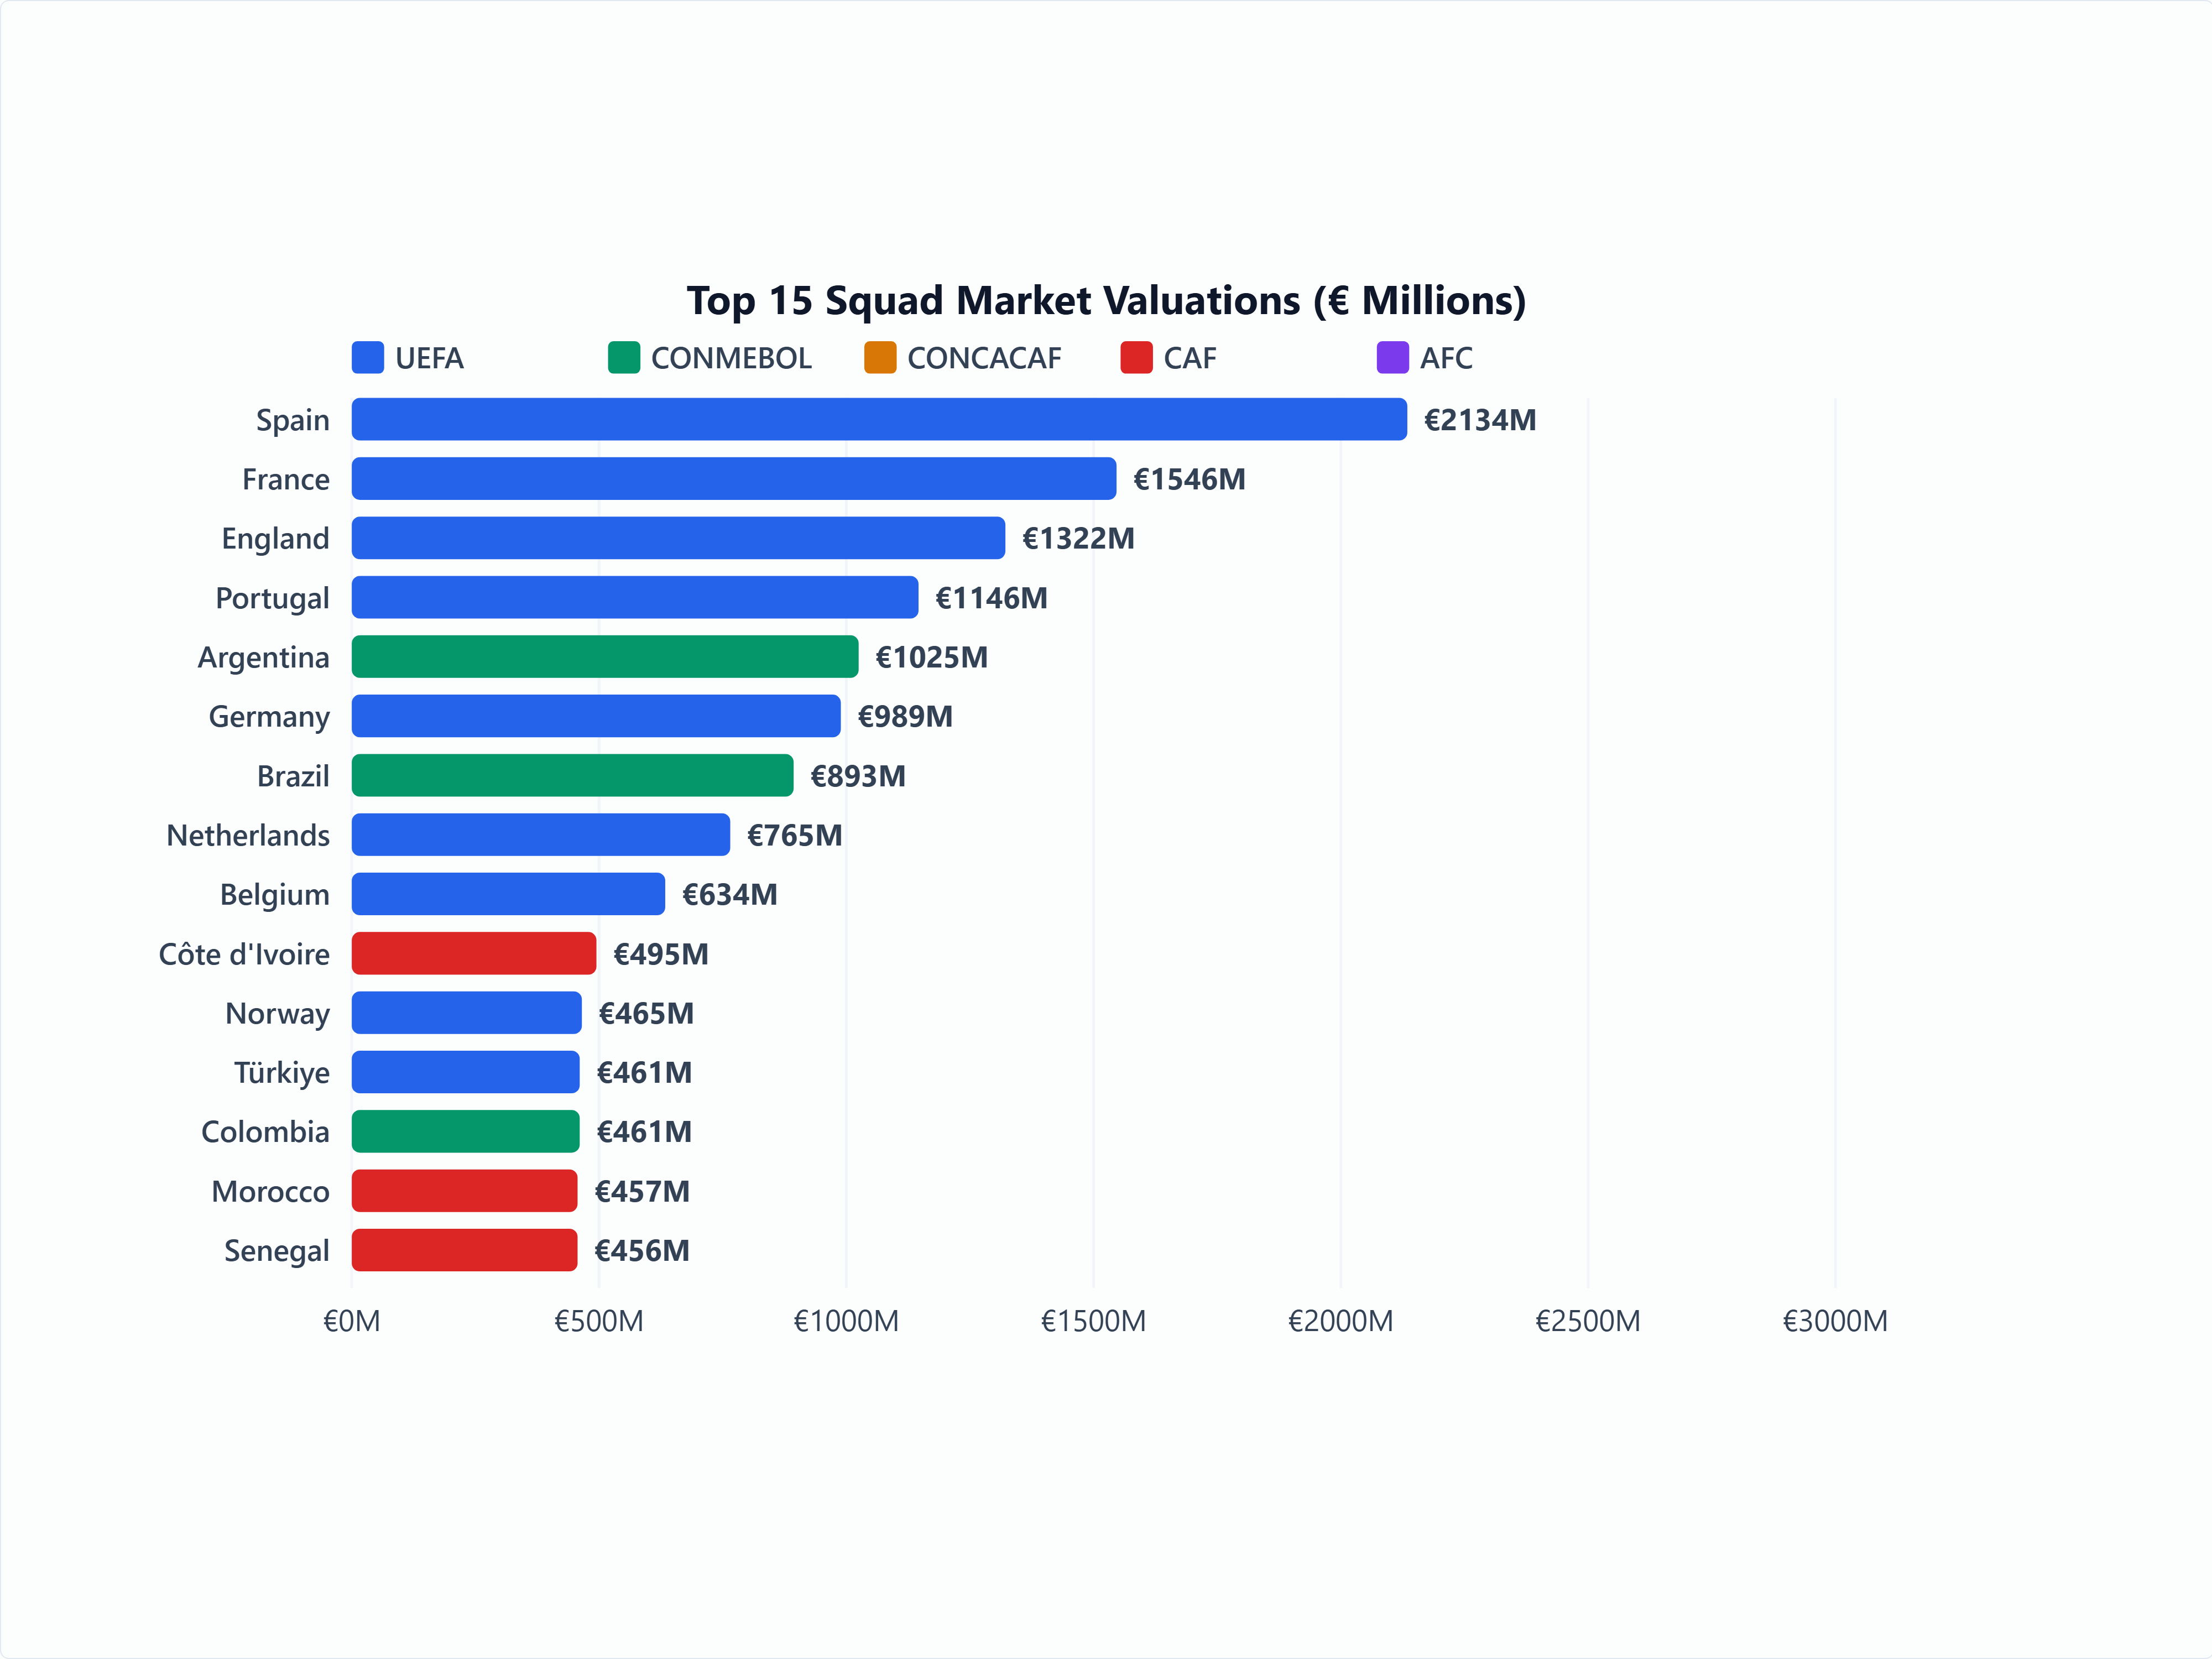 Top 15 Squad Market Valuations (€ Millions)
UEFA CONMEBOL CONCACAF CAF AFC
Spain €2134M
France €1546M
England €1322M
Portugal €1146M
Argentina €1025M
Germany €989M
Brazil €893M
Netherlands €765M
Belgium €634M
Côte d'Ivoire €495M
Norway €465M
Türkiye €461M
Colombia €461M
Morocco €457M
Senegal €456M
€0M €500M €1000M €1500M €2000M €2500M €3000M